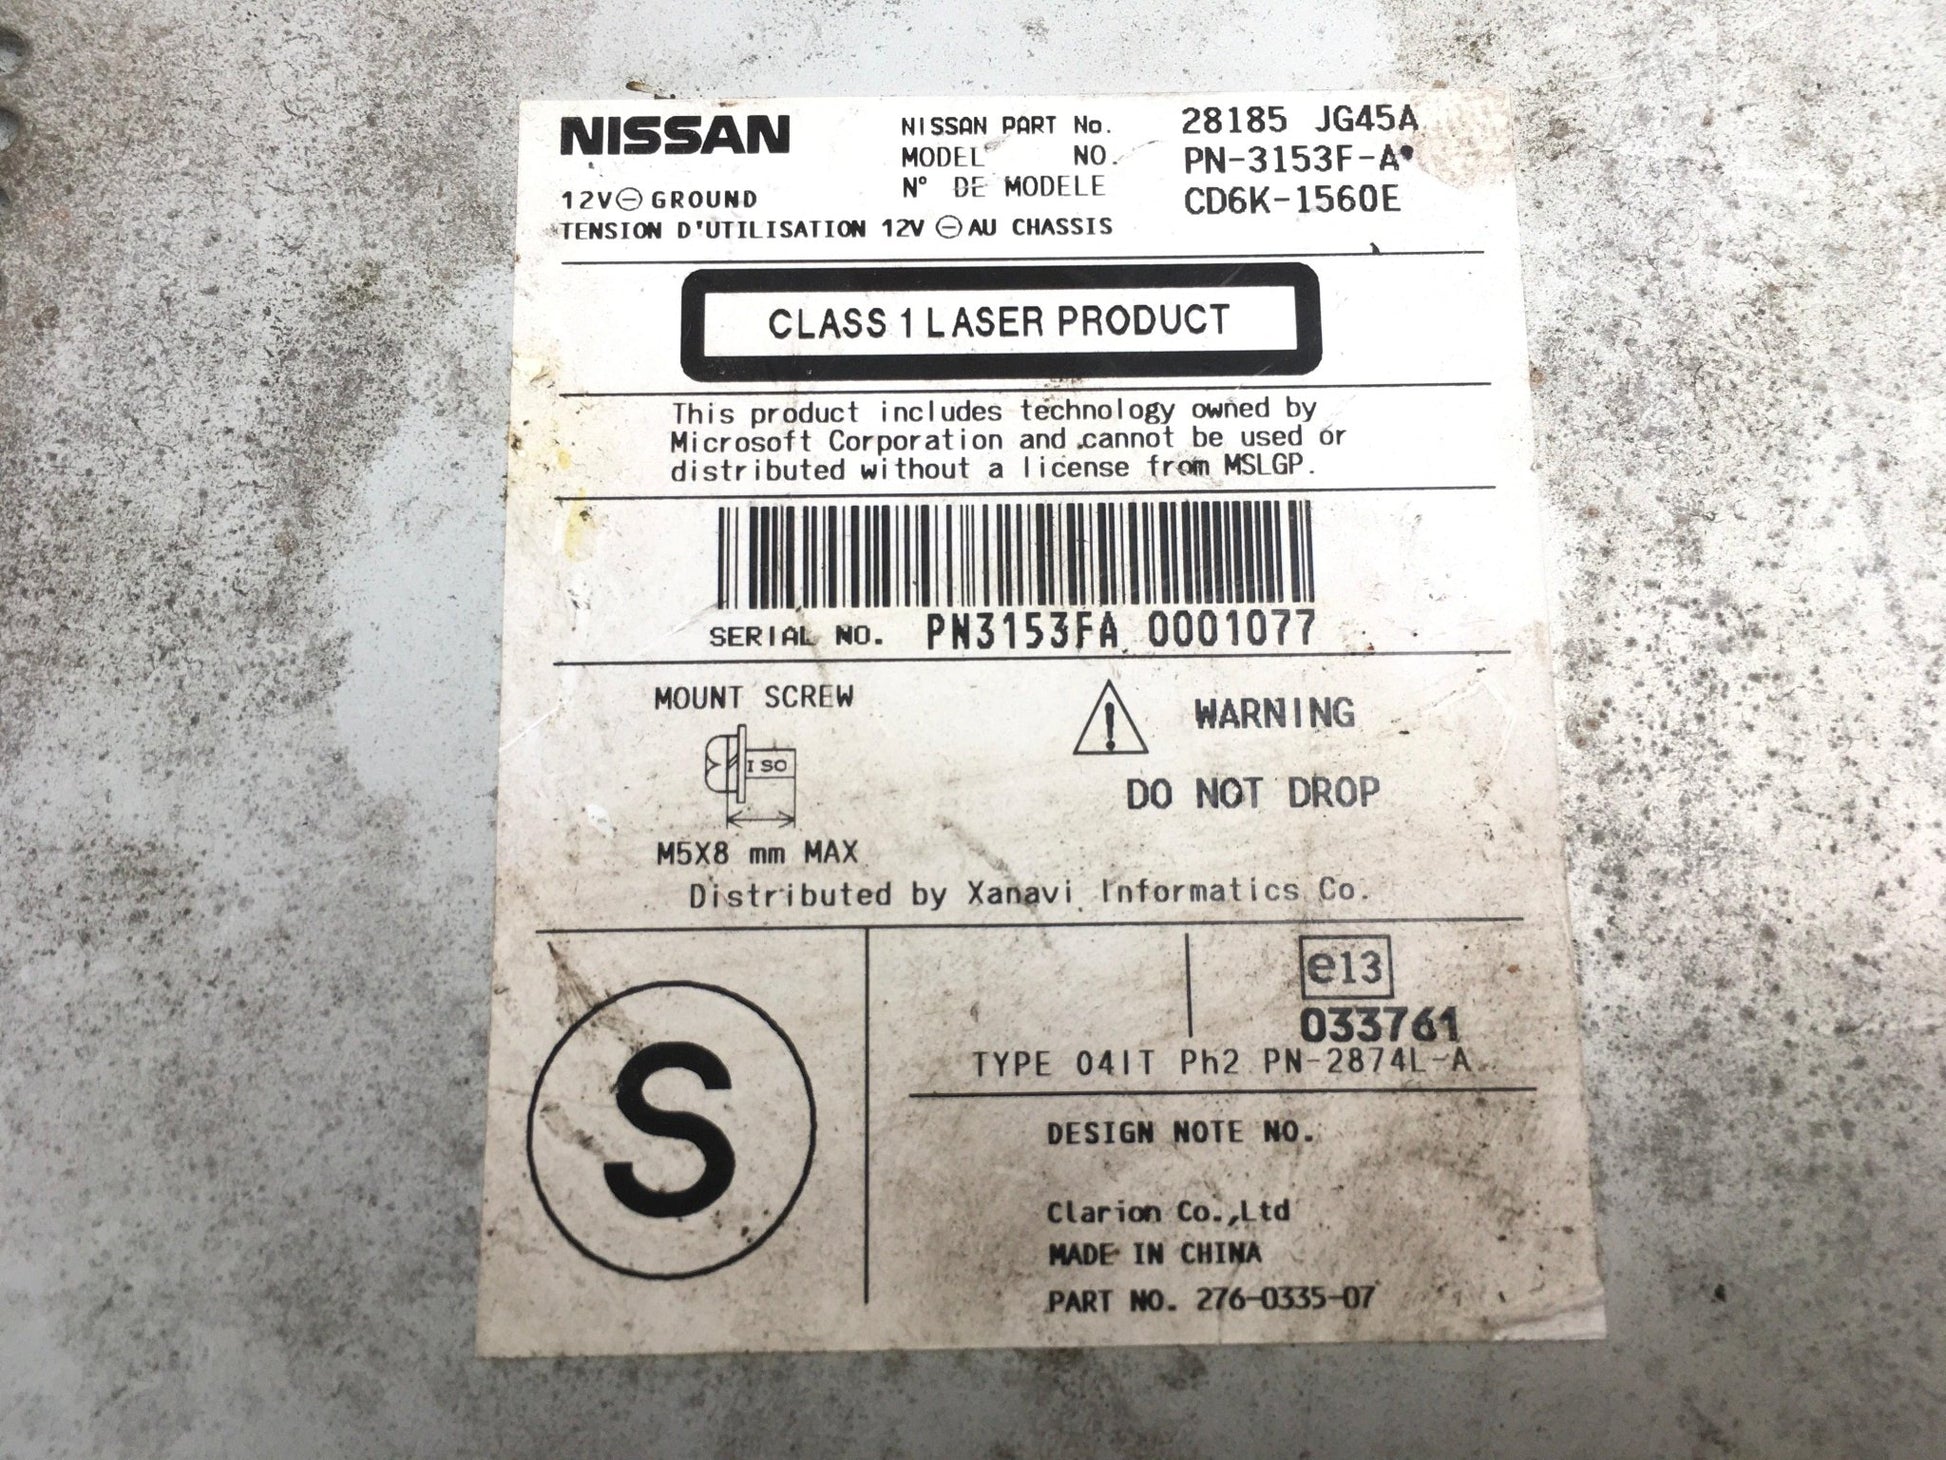 NISSAN
NISSAN PART No. 28185 JG45A
MODEL NO. PN-3153F-A
N° DE MODELE CD6K-1560E
12V⊖GROUND
TENSION D'UTILISATION 12V ⊖ AU CHASSIS
CLASS 1 LASER PRODUCT
This product includes technology owned by
Microsoft Corporation and cannot be used or
distributed without a license from MSLGP.
SERIAL NO. PN3153FA 0001077
MOUNT SCREW
ISO
M5X8 mm MAX
WARNING
DO NOT DROP
Distributed by Xanavi Informatics Co.
S
e13
033761
TYPE 04IT Ph2 PN-2874L-A
DESIGN NOTE NO.
Clarion Co.,Ltd
MADE IN CHINA
PART NO. 276-0335-07